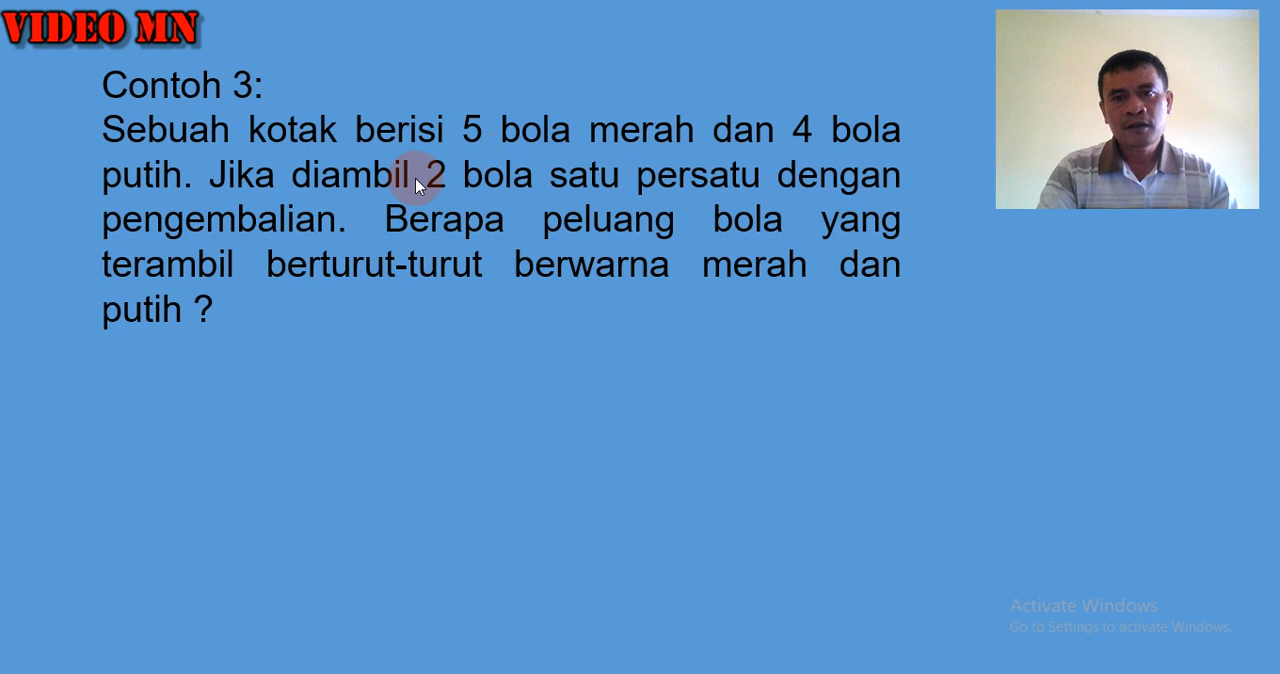 VIDEO MN
Contoh 3:
Sebuah kotak berisi 5 bola merah dan 4 bola
putih. Jika diambil 2 bola satu persatu dengan
pengembalian. Berapa peluang bola yang
terambil berturut-turut berwarna merah dan
putih ?
Activate Windows
Go to Settings to activate Windows.